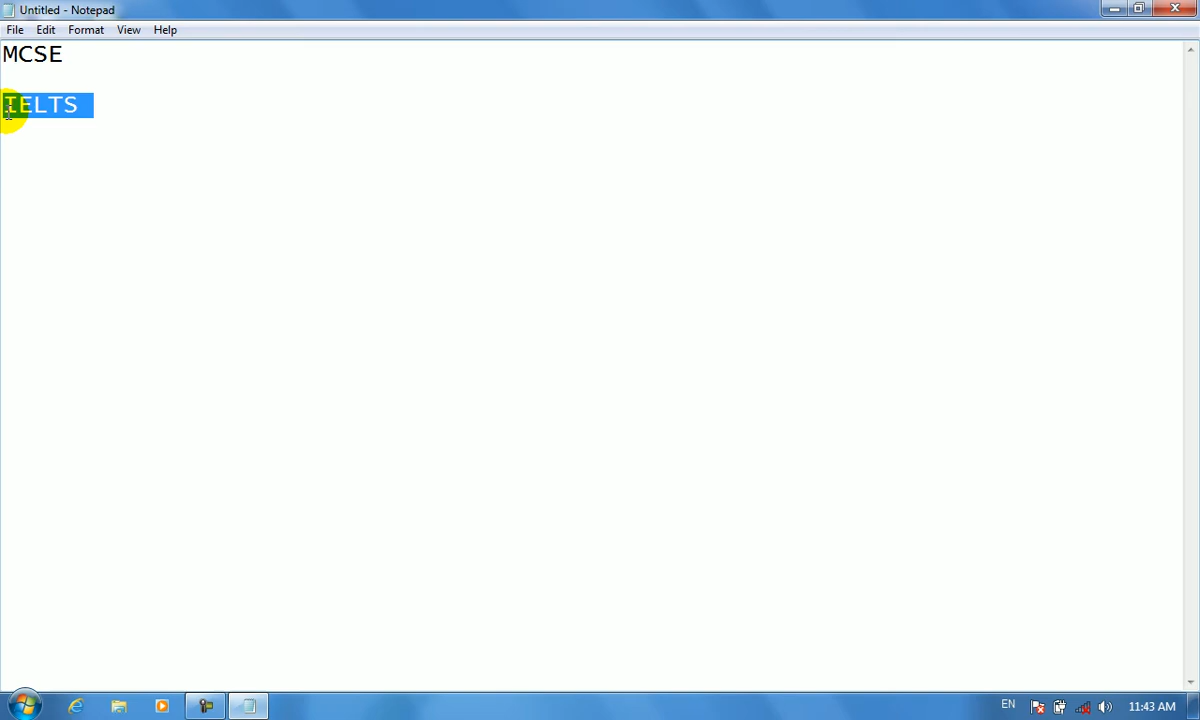 Untitled - Notepad
File Edit Format View Help
MCSE
IELTS
EN 11:43 AM